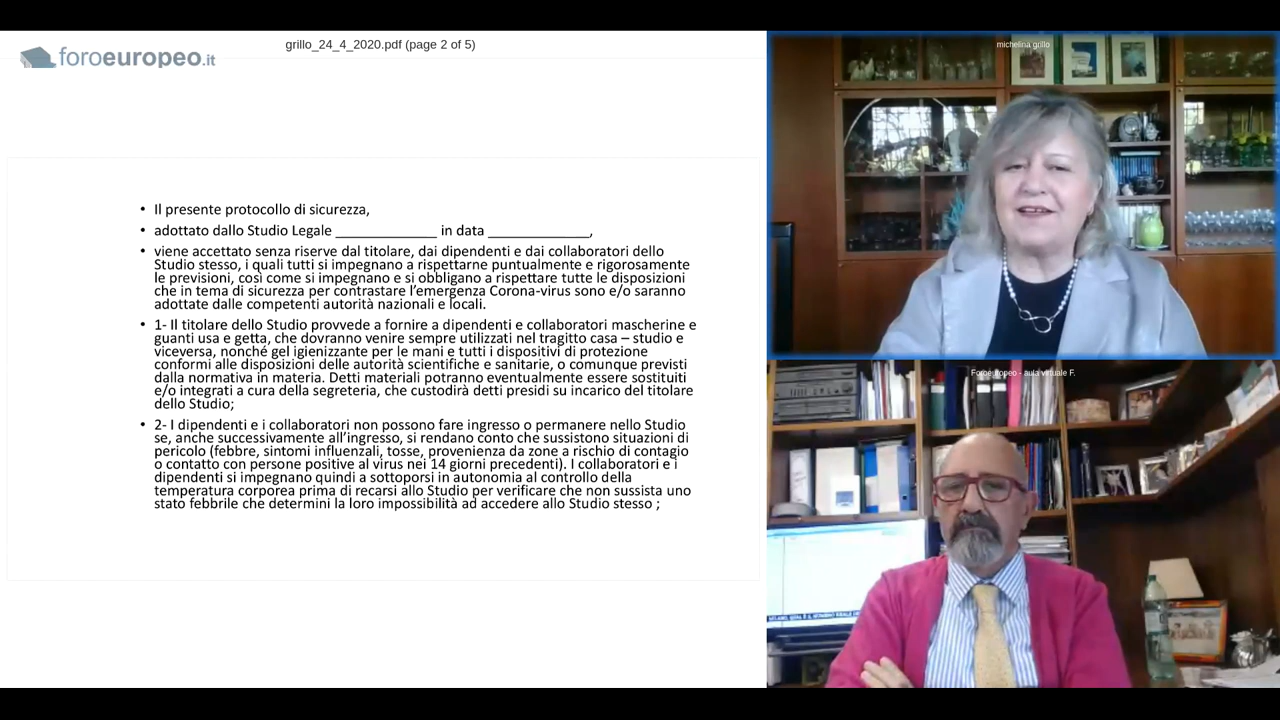 foroeuropeo.it
grillo_24_4_2020.pdf (page 2 of 5)
michelina grillo
• Il presente protocollo di sicurezza,
• adottato dallo Studio Legale ______________ in data ______________,
• viene accettato senza riserve dal titolare, dai dipendenti e dai collaboratori dello
Studio stesso, i quali tutti si impegnano a rispettarne puntualmente e rigorosamente
le previsioni, così come si impegnano e si obbligano a rispettare tutte le disposizioni
che in tema di sicurezza per contrastare l’emergenza Corona-virus sono e/o saranno
adottate dalle competenti autorità nazionali e locali.
• 1- Il titolare dello Studio provvede a fornire a dipendenti e collaboratori mascherine e
guanti usa e getta, che dovranno venire sempre utilizzati nel tragitto casa – studio e
viceversa, nonché gel igienizzante per le mani e tutti i dispositivi di protezione
conformi alle disposizioni delle autorità scientifiche e sanitarie, o comunque previsti
dalla normativa in materia. Detti materiali potranno eventualmente essere sostituiti
e/o integrati a cura della segreteria, che custodirà detti presidi su incarico del titolare
dello Studio;
• 2- I dipendenti e i collaboratori non possono fare ingresso o permanere nello Studio
se, anche successivamente all’ingresso, si rendano conto che sussistono situazioni di
pericolo (febbre, sintomi influenzali, tosse, provenienza da zone a rischio di contagio
o contatto con persone positive al virus nei 14 giorni precedenti). I collaboratori e i
dipendenti si impegnano quindi a sottoporsi in autonomia al controllo della
temperatura corporea prima di recarsi allo Studio per verificare che non sussista uno
stato febbrile che determini la loro impossibilità ad accedere allo Studio stesso ;
Foroeuropeo - aula virtuale F.